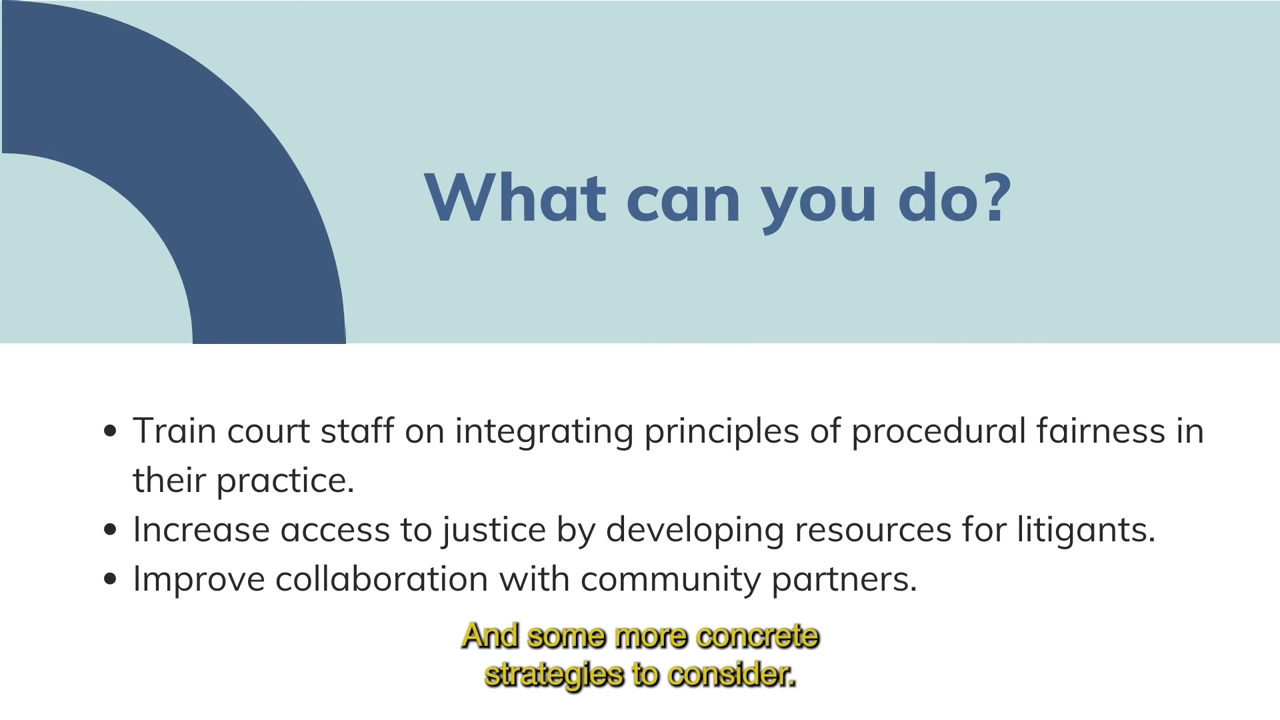 What can you do?
• Train court staff on integrating principles of procedural fairness in
their practice.
• Increase access to justice by developing resources for litigants.
• Improve collaboration with community partners.
And some more concrete
strategies to consider.